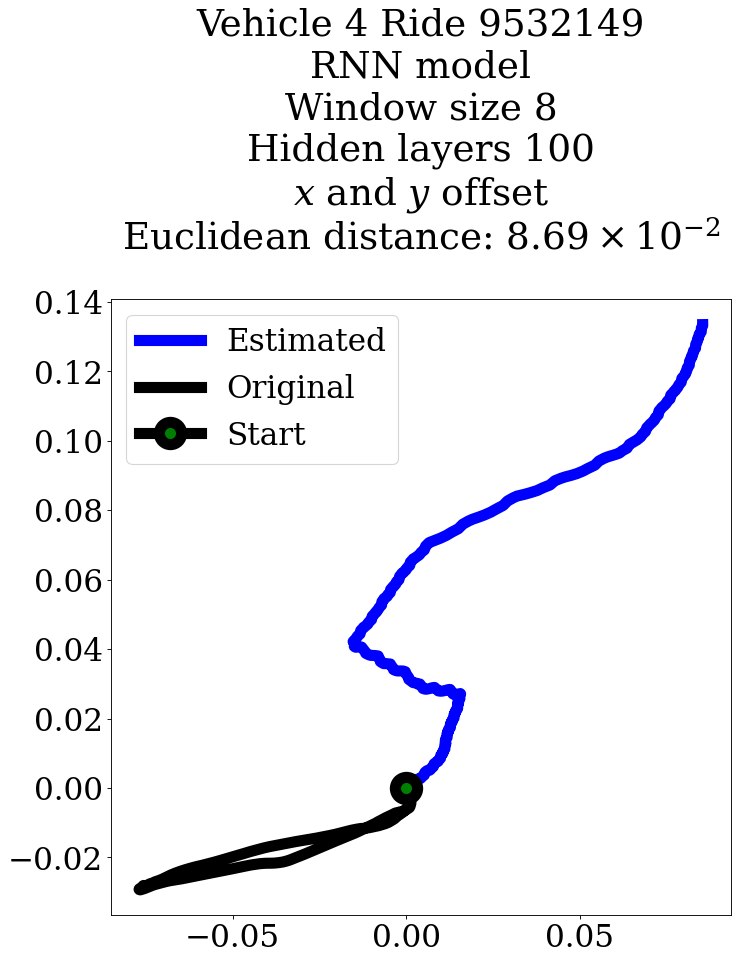 Vehicle 4 Ride 9532149
RNN model
Window size 8
Hidden layers 100
x and y offset
Euclidean distance: 8.69 × 10⁻²
0.14
0.12
0.10
0.08
0.06
0.04
0.02
0.00
−0.02
Estimated
Original
Start
−0.05
0.00
0.05